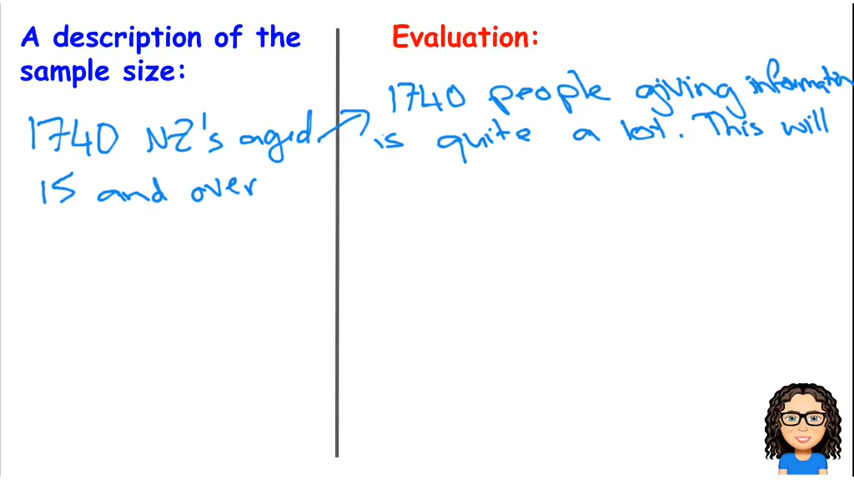 A description of the
sample size:
1740 NZ's aged
15 and over
Evaluation:
1740 people giving information
is quite a lot. This will